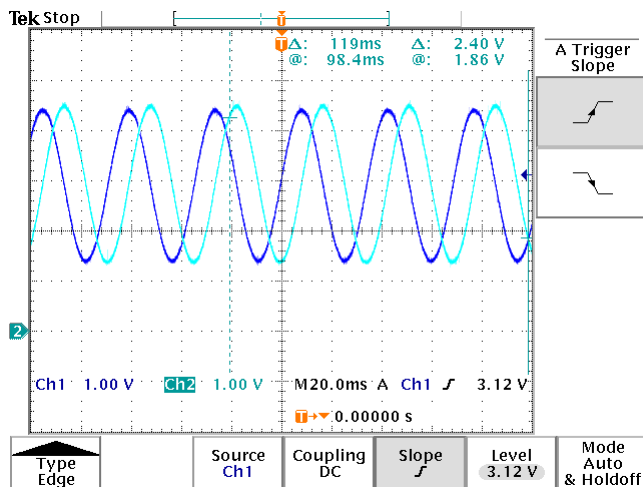 Tek Stop
T
T
Δ: 119ms Δ: 2.40 V
@: 98.4ms @: 1.86 V
A Trigger
Slope
2
Ch1 1.00 V Ch2 1.00 V M20.0ms A Ch1 3.12 V
T 0.00000 s
Type
Edge
Source
Ch1
Coupling
DC
Slope
Level
3.12 V
Mode
Auto
& Holdoff